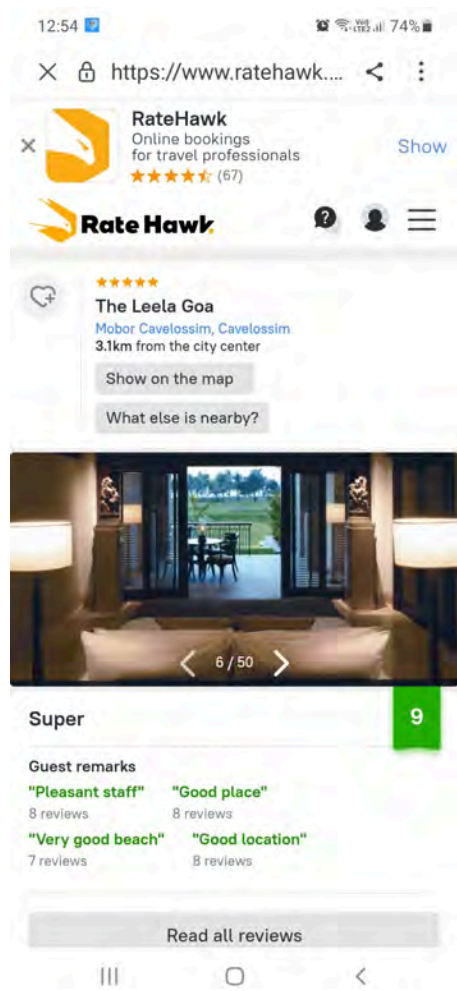 12:54 74%
https://www.ratehawk....
RateHawk
Online bookings
for travel professionals
(67)
Show
Rate Hawk.
The Leela Goa
Mobor Cavelossim, Cavelossim
3.1km from the city center
Show on the map
What else is nearby?
6 / 50
Super 9
Guest remarks
"Pleasant staff" "Good place"
8 reviews 8 reviews
"Very good beach" "Good location"
7 reviews 8 reviews
Read all reviews